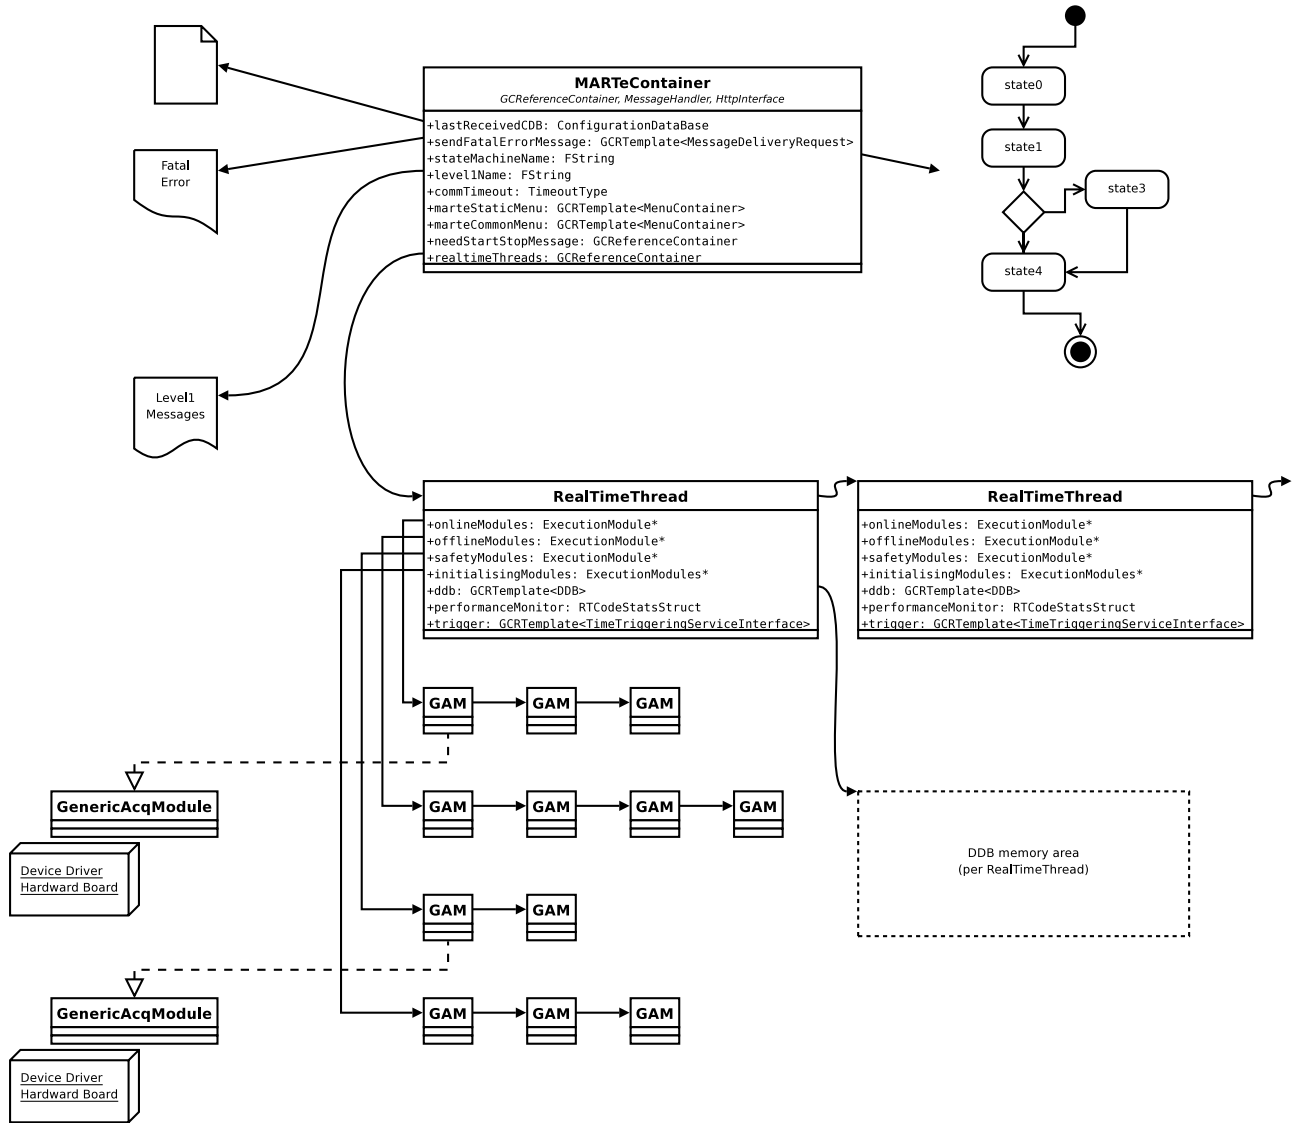 MARTeContainer
GCReferenceContainer, MessageHandler, HttpInterface
+lastReceivedCDB: ConfigurationDataBase
+sendFatalErrorMessage: GCRTemplate<MessageDeliveryRequest>
+stateMachineName: FString
+level1Name: FString
+commTimeout: TimeoutType
+marteStaticMenu: GCRTemplate<MenuContainer>
+marteCommonMenu: GCRTemplate<MenuContainer>
+needStartStopMessage: GCReferenceContainer
+realtimeThreads: GCReferenceContainer
Fatal
Error
Level1
Messages
state0
state1
state3
state4
RealTimeThread
+onlineModules: ExecutionModule*
+offlineModules: ExecutionModule*
+safetyModules: ExecutionModule*
+initialisingModules: ExecutionModules*
+ddb: GCRTemplate<DDB>
+performanceMonitor: RTCodeStatsStruct
+trigger: GCRTemplate<TimeTriggeringServiceInterface>
RealTimeThread
+onlineModules: ExecutionModule*
+offlineModules: ExecutionModule*
+safetyModules: ExecutionModule*
+initialisingModules: ExecutionModules*
+ddb: GCRTemplate<DDB>
+performanceMonitor: RTCodeStatsStruct
+trigger: GCRTemplate<TimeTriggeringServiceInterface>
GAM GAM GAM
GenericAcqModule
GAM GAM GAM GAM
Device Driver
Hardward Board
DDB memory area
(per RealTimeThread)
GAM GAM
GenericAcqModule
GAM GAM GAM
Device Driver
Hardward Board